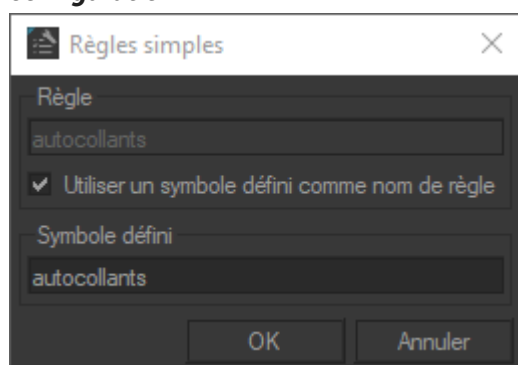 Règles simples
Règle
autocollants
Utiliser un symbole défini comme nom de règle
Symbole défini
autocollants
OK Annuler